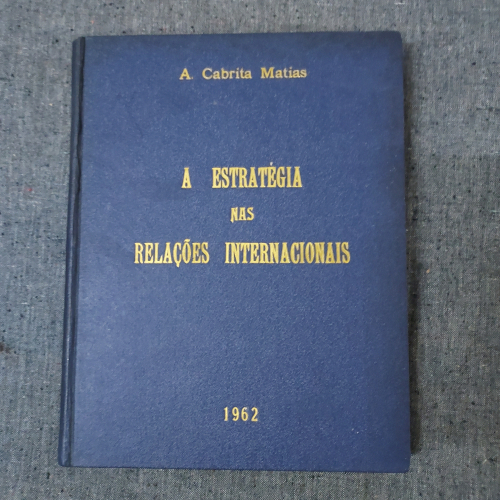 A. Cabrita Matias
A ESTRATÉGIA
NAS
RELAÇÕES INTERNACIONAIS
1962